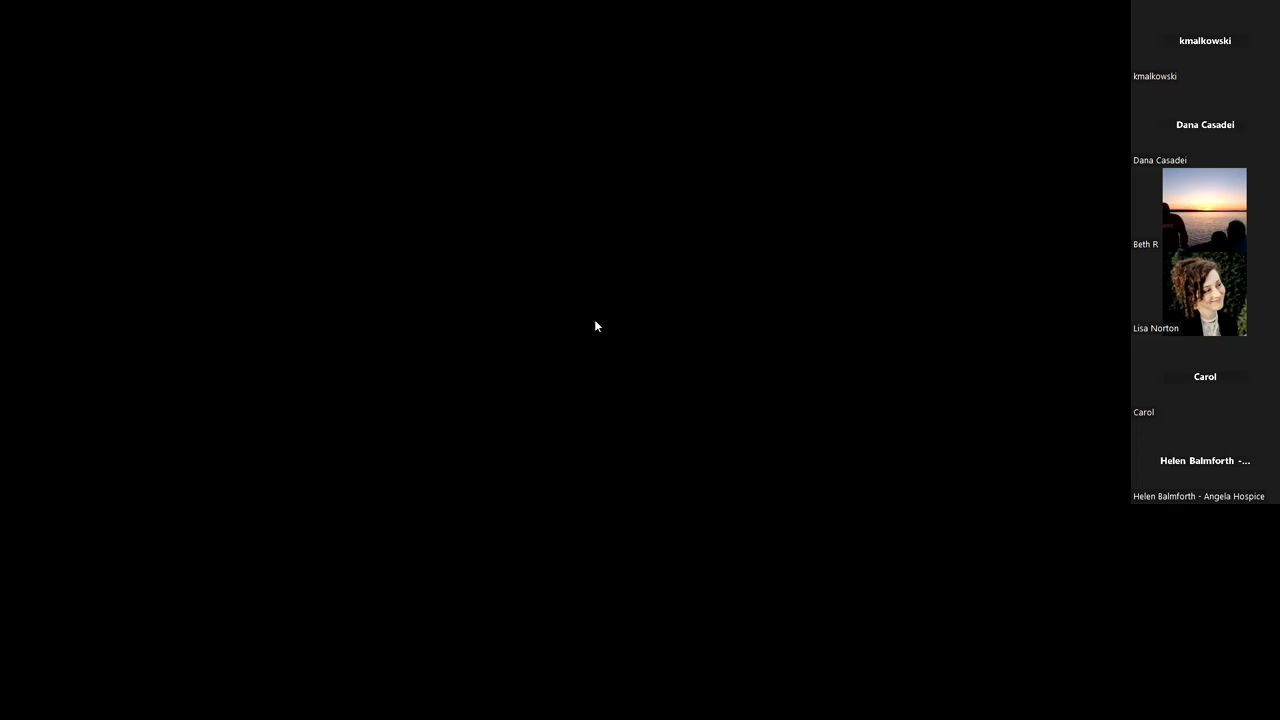 kmalkowski
kmalkowski
Dana Casadei
Dana Casadei
Beth R
Lisa Norton
Carol
Carol
Helen Balmforth -...
Helen Balmforth - Angela Hospice